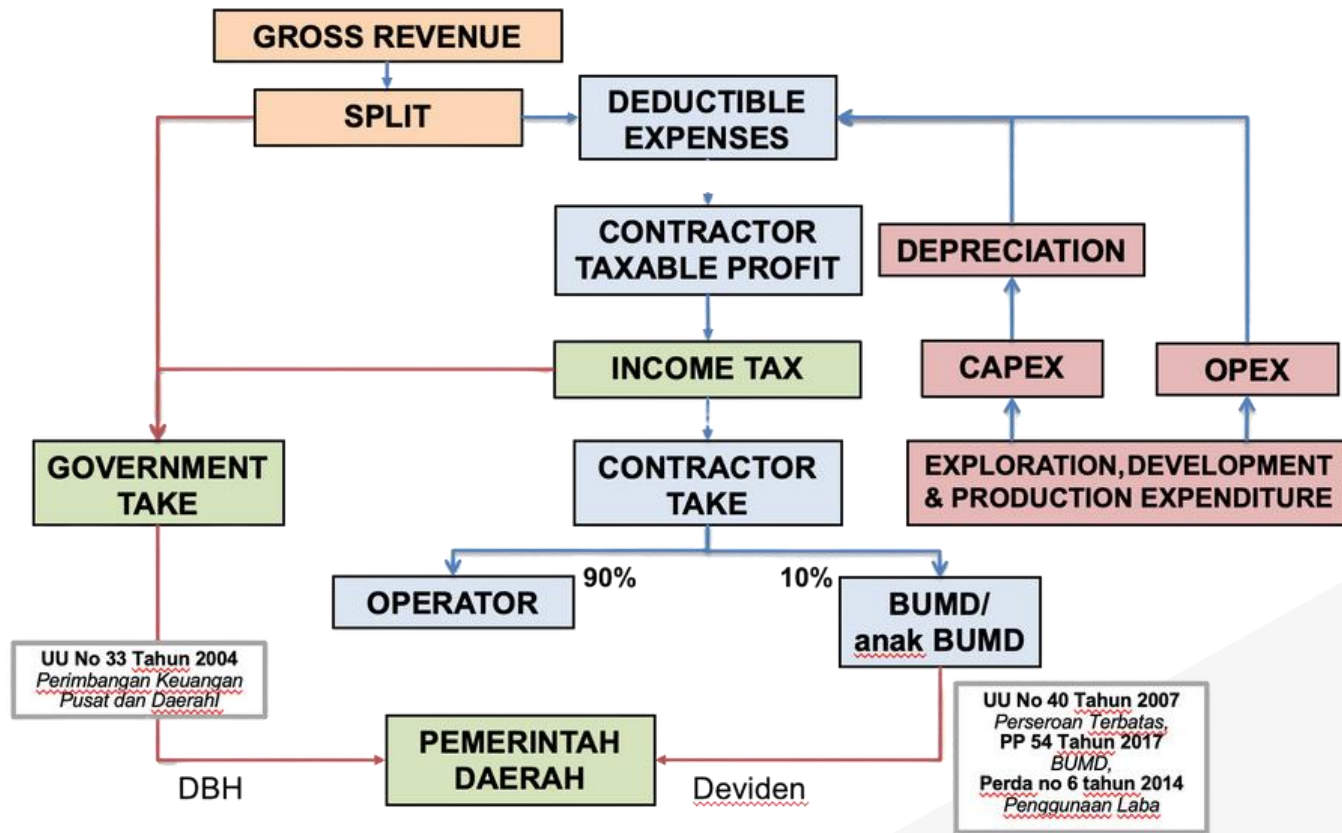 GROSS REVENUE
SPLIT
DEDUCTIBLE
EXPENSES
CONTRACTOR
TAXABLE PROFIT
DEPRECIATION
INCOME TAX
CAPEX
OPEX
GOVERNMENT
TAKE
CONTRACTOR
TAKE
EXPLORATION, DEVELOPMENT
& PRODUCTION EXPENDITURE
90%
10%
OPERATOR
BUMD/
anak BUMD
UU No 33 Tahun 2004
Perimbangan Keuangan
Pusat dan Daerahl
UU No 40 Tahun 2007
Perseroan Terbatas,
PP 54 Tahun 2017
BUMD,
Perda no 6 tahun 2014
Penggunaan Laba
PEMERINTAH
DAERAH
DBH
Deviden